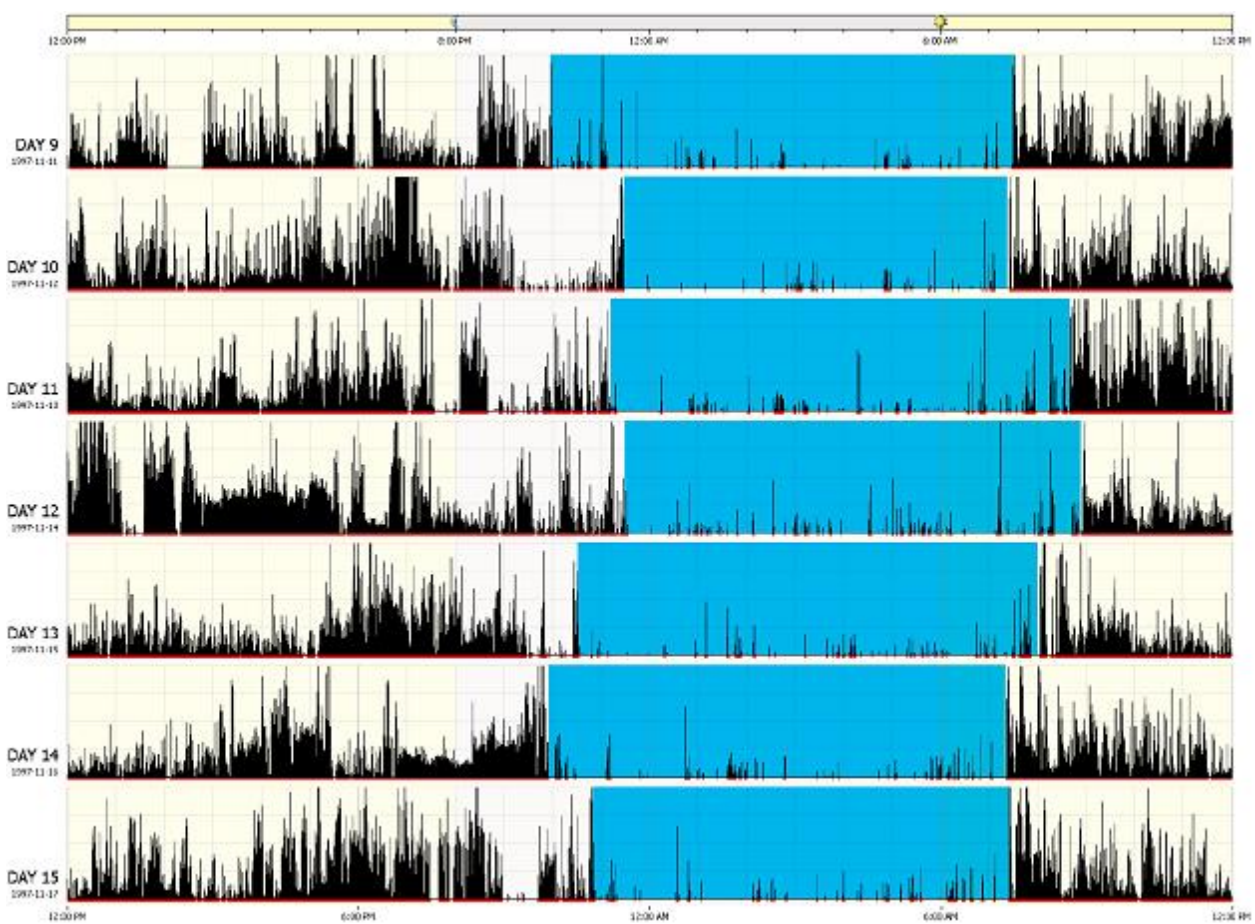 12:00 PM 8:00 PM 12:00 AM 6:00 AM 12:00 PM
DAY 9
1997-11-11
DAY 10
1997-11-12
DAY 11
1997-11-13
DAY 12
1997-11-14
DAY 13
1997-11-15
DAY 14
1997-11-16
DAY 15
1997-11-17
12:00 PM 6:00 PM 12:00 AM 6:00 AM 12:00 PM